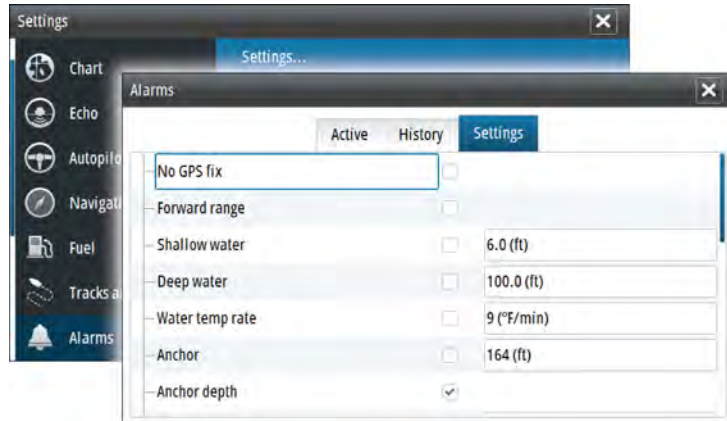 Settings
Chart
Settings...
Alarms
Echo
Active History Settings
Autopilo
No GPS fix
Navigati
Forward range
Fuel
Shallow water 6.0 (ft)
Deep water 100.0 (ft)
Tracks a
Water temp rate 9 (°F/min)
Alarms
Anchor 164 (ft)
Anchor depth